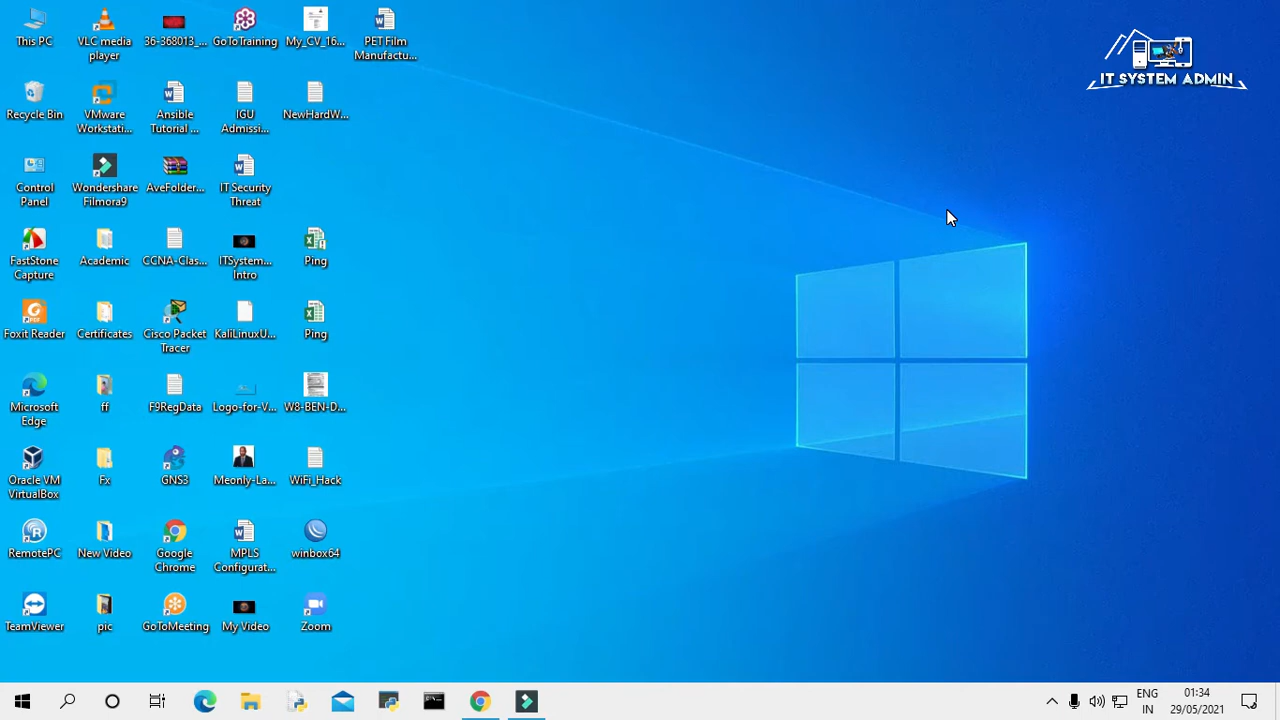 This PC
VLC media
player
36-368013_...
GoToTraining
My_CV_16...
PET Film
Manufactu...
IT SYSTEM ADMIN
Recycle Bin
VMware
Workstati...
Ansible
Tutorial ...
IGU
Admissi...
NewHardW...
Control
Panel
Wondershare
Filmora9
AveFolder...
IT Security
Threat
FastStone
Capture
Academic
CCNA-Clas...
ITSystem...
Intro
Ping
Foxit Reader
Certificates
Cisco Packet
Tracer
KaliLinuxU...
Ping
Microsoft
Edge
ff
F9RegData
Logo-for-V...
W8-BEN-D...
Oracle VM
VirtualBox
Fx
GNS3
Meonly-La...
WiFi_Hack
RemotePC
New Video
Google
Chrome
MPLS
Configurat...
winbox64
TeamViewer
pic
GoToMeeting
My Video
Zoom
ENG
IN
01:34
29/05/2021